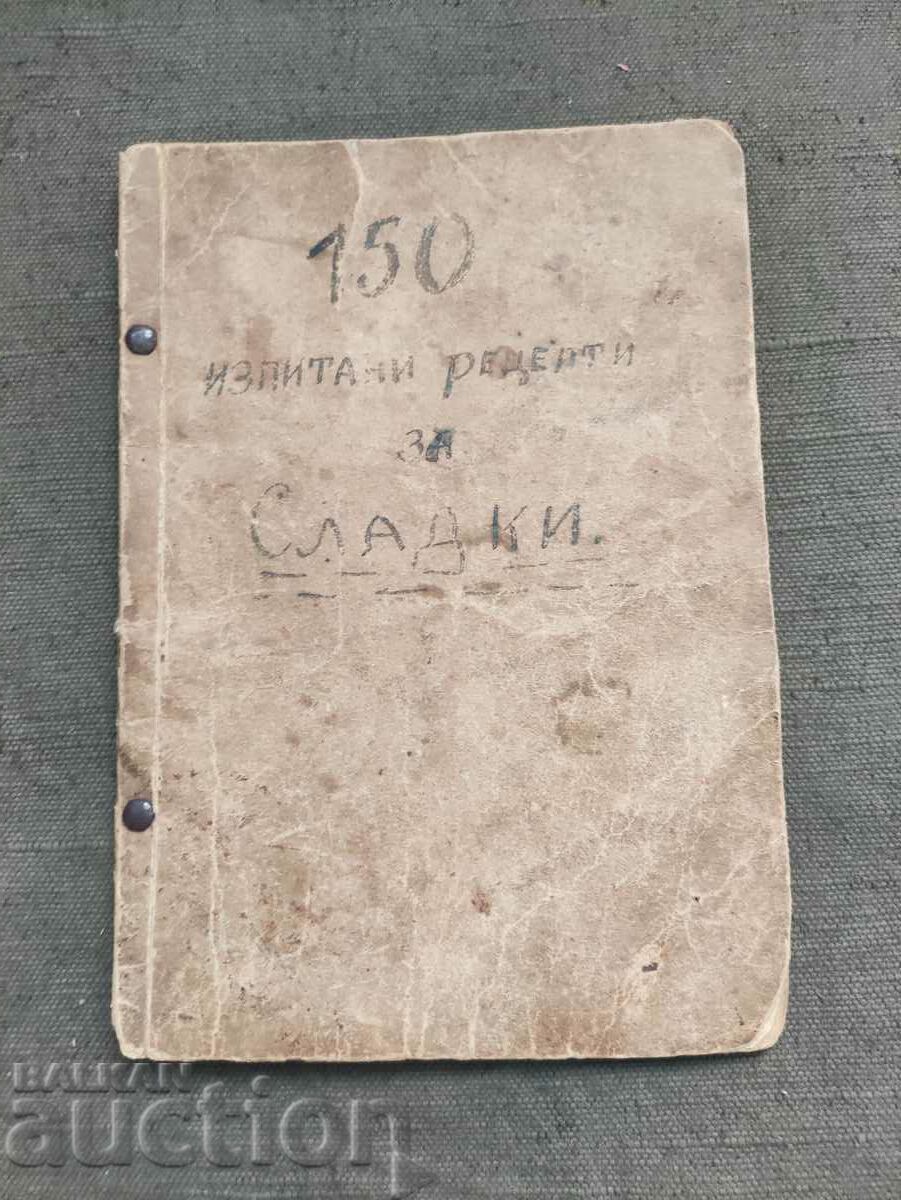 150
ИЗПИТАНИ РЕЦЕПТИ
ЗА
СЛАДКИ.
BALKAN
auction